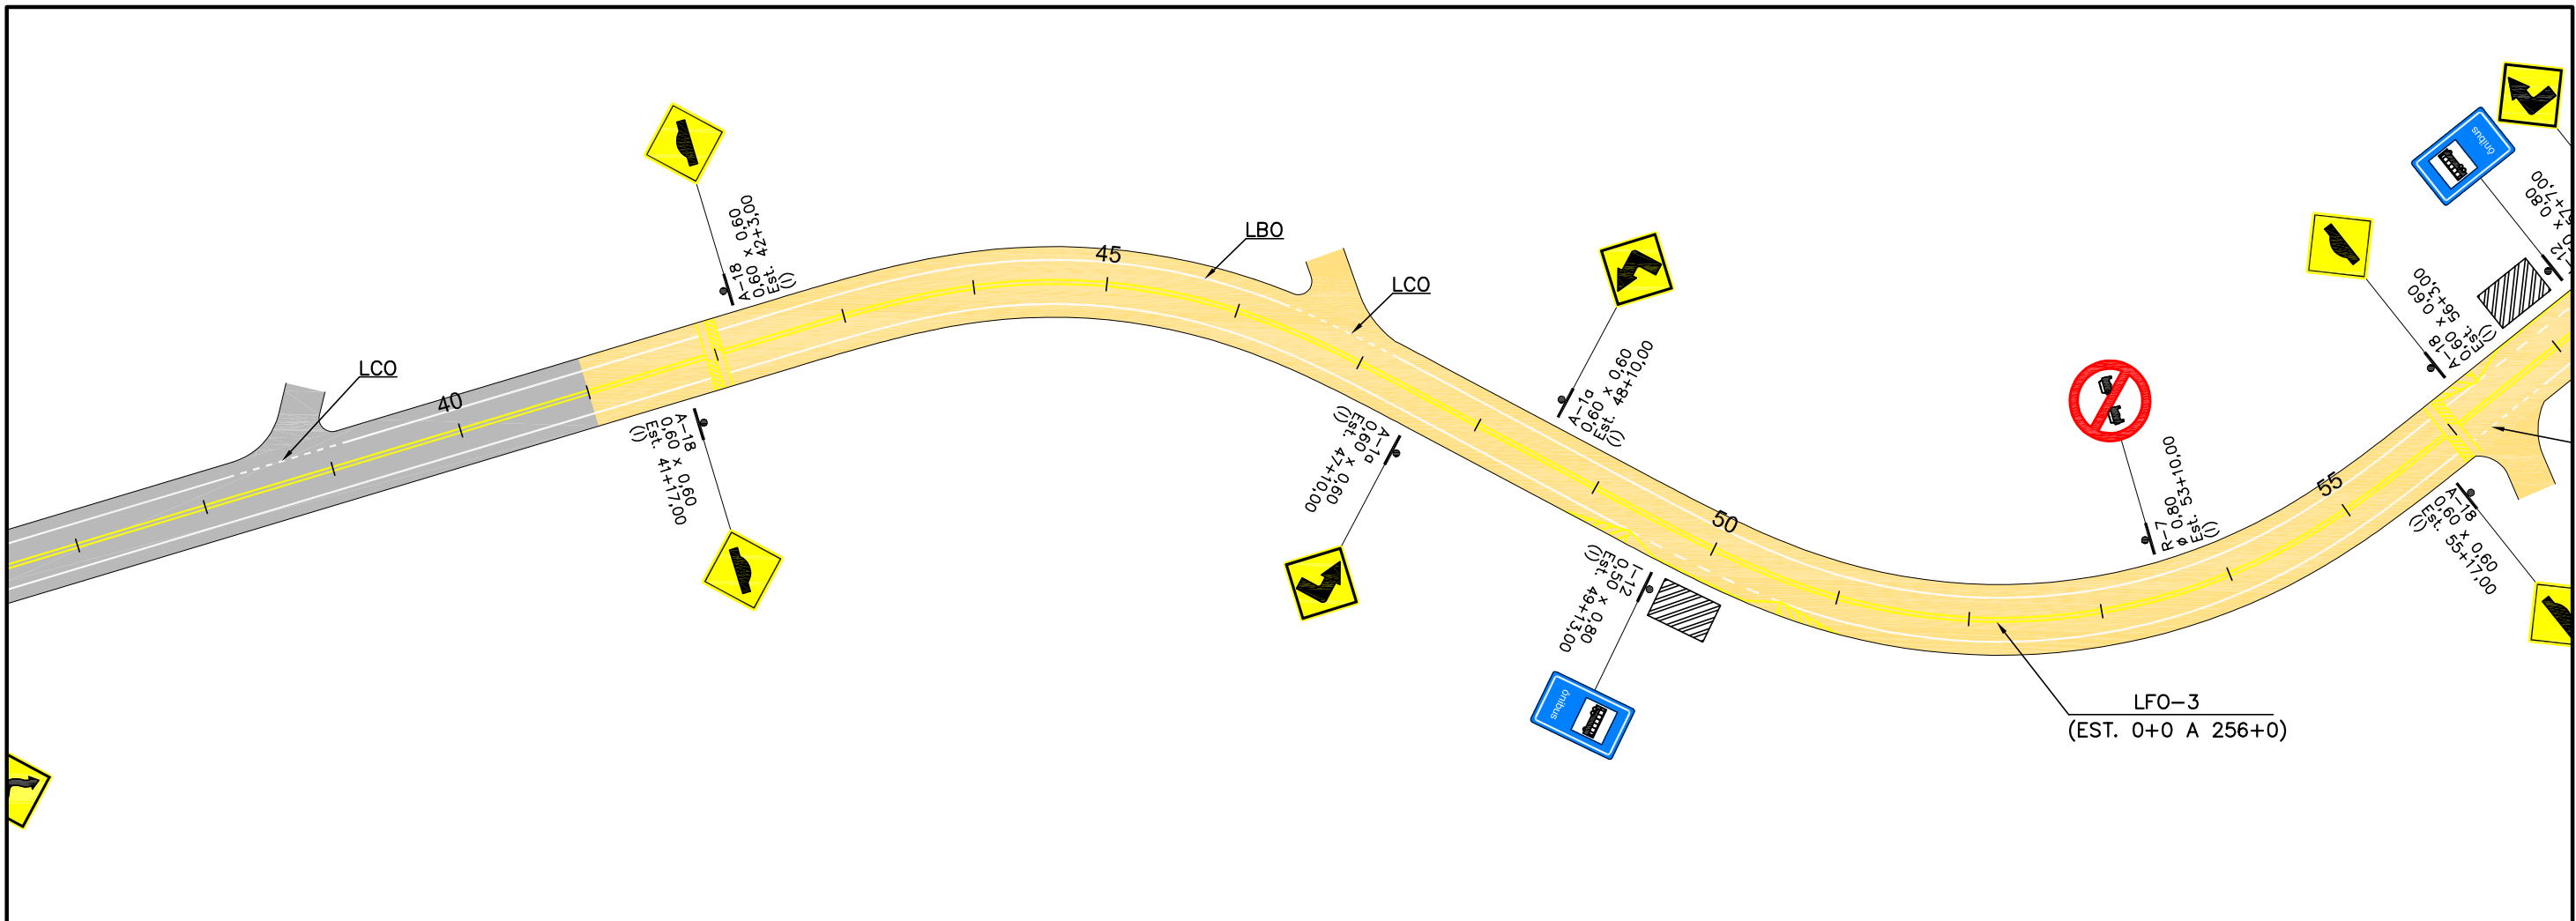 LCO
40
A-18
0,60 x 0,60
Est. 42+3,00
(I)
A-18
0,60 x 0,60
Est. 41+17,00
(I)
45
LBO
LCO
A-1a
0,60 x 0,60
Est. 47+10,00
(I)
A-1a
0,60 x 0,60
Est. 48+10,00
(I)
I-12
0,50 x 0,80
Est. 49+13,00
(I)
ônibus
50
R-7
ø 0,80
Est. 53+10,00
(I)
LFO-3
(EST. 0+0 A 256+0)
55
A-18
0,60 x 0,60
Est. 56+3,00
(I)
A-18
0,60 x 0,60
Est. 55+17,00
(I)
ônibus